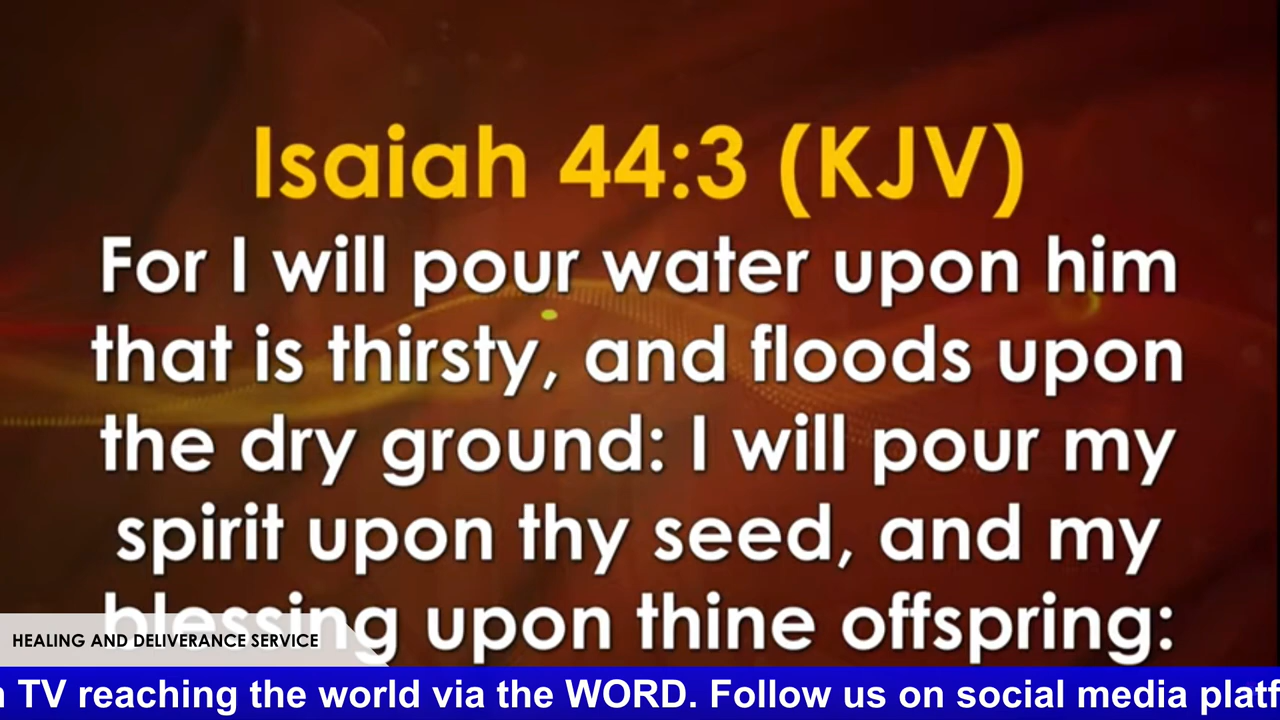 Isaiah 44:3 (KJV)
For I will pour water upon him
that is thirsty, and floods upon
the dry ground: I will pour my
spirit upon thy seed, and my
blessing upon thine offspring:
HEALING AND DELIVERANCE SERVICE
TV reaching the world via the WORD. Follow us on social media